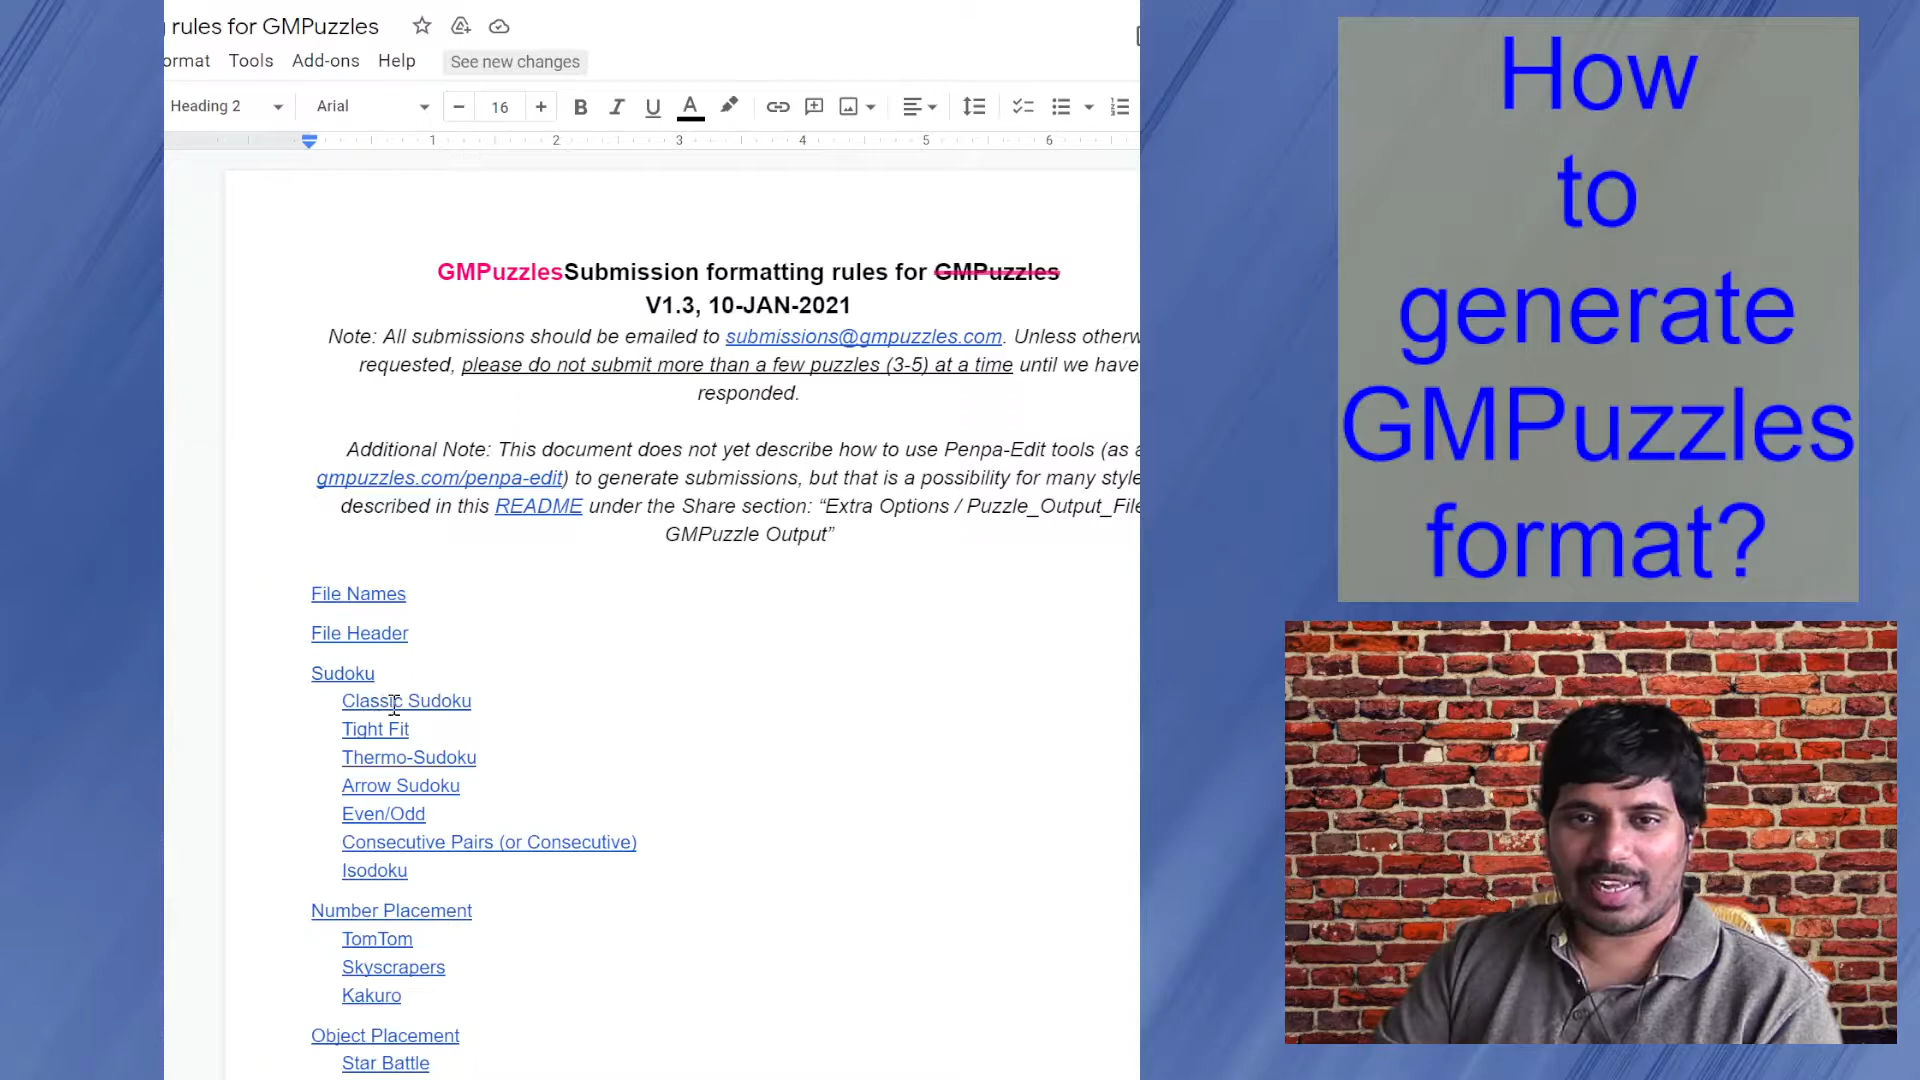 rules for GMPuzzles
ormat Tools Add-ons Help See new changes
Heading 2 Arial 16 B I U A
1 2 3 4 5 6
GMPuzzlesSubmission formatting rules for GMPuzzles
V1.3, 10-JAN-2021
Note: All submissions should be emailed to submissions@gmpuzzles.com. Unless otherw
requested, please do not submit more than a few puzzles (3-5) at a time until we have
responded.
Additional Note: This document does not yet describe how to use Penpa-Edit tools (as a
gmpuzzles.com/penpa-edit) to generate submissions, but that is a possibility for many style
described in this README under the Share section: “Extra Options / Puzzle_Output_File
GMPuzzle Output”
File Names
File Header
Sudoku
Classic Sudoku
Tight Fit
Thermo-Sudoku
Arrow Sudoku
Even/Odd
Consecutive Pairs (or Consecutive)
Isodoku
Number Placement
TomTom
Skyscrapers
Kakuro
Object Placement
Star Battle
How
to
generate
GMPuzzles
format?